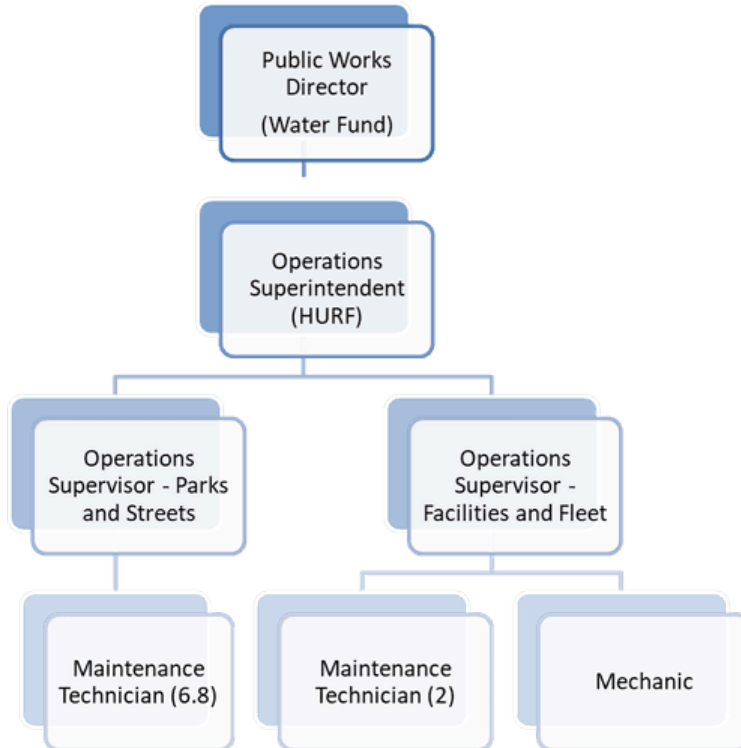 Public Works
Director
(Water Fund)
Operations
Superintendent
(HURF)
Operations
Supervisor - Parks
and Streets
Operations
Supervisor -
Facilities and Fleet
Maintenance
Technician (6.8)
Maintenance
Technician (2)
Mechanic